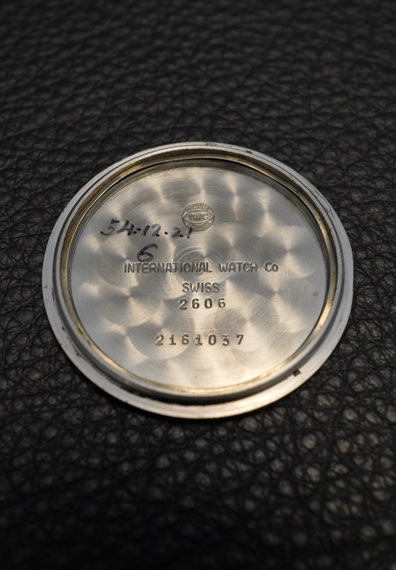 54.12.21
6
INTERNATIONAL WATCH Co
SWISS
2606
2161037